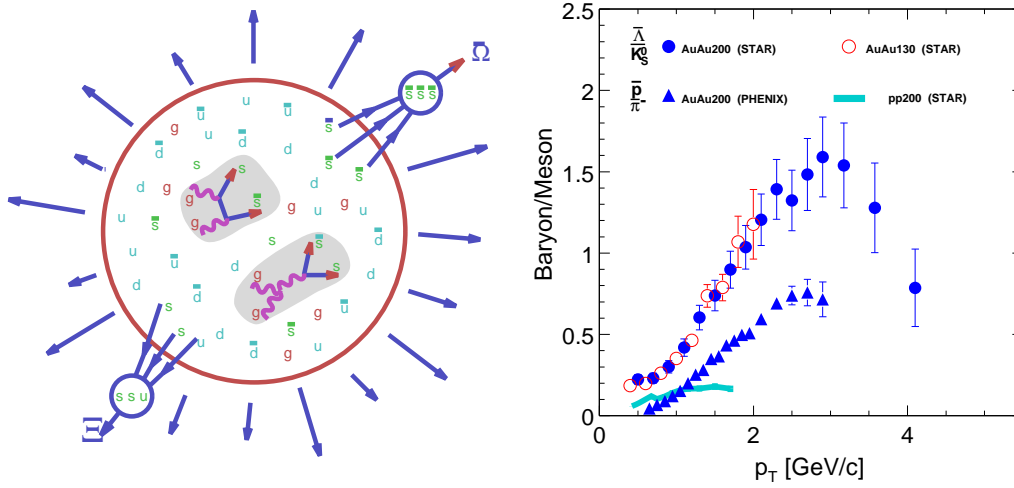 Ω̄
s̄ s̄ s̄
u
ū
ū
d̄
s̄
g
u
d̄
u
s
s
s̄
s̄
d
g
g
s̄
d
g
g
u
s̄
g
u
u
s
s̄
d̄
u
ū
d
g
s
d̄
s
g
g
g
ū
s
s̄
u
u
d
d̄
g
u
s s u
Ξ
2.5
2
1.5
1
0.5
0
Baryon/Meson
Λ̄
K⁰s
AuAu200 (STAR)
AuAu130 (STAR)
p̄
π⁻
AuAu200 (PHENIX)
pp200 (STAR)
0 2 4
p_T [GeV/c]